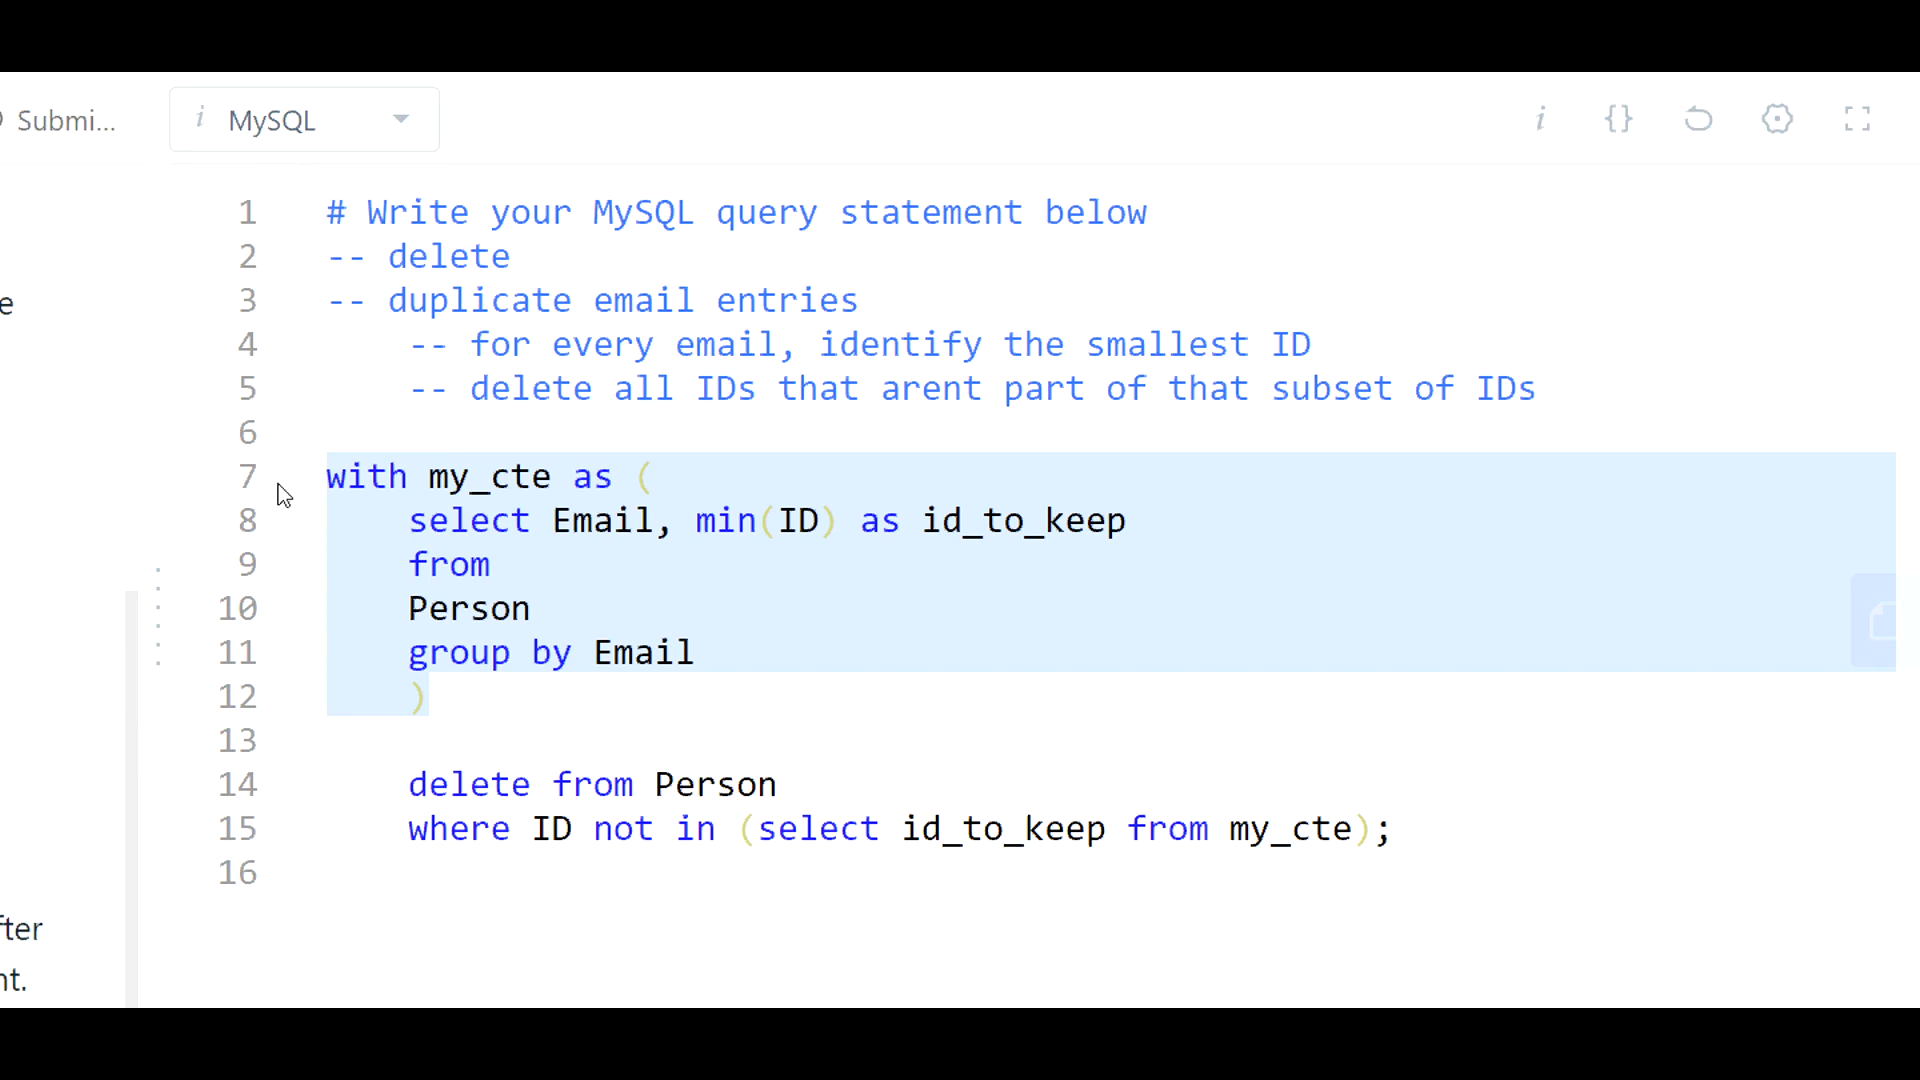 Submi...
i MySQL
i {}
1 # Write your MySQL query statement below
2 -- delete
3 -- duplicate email entries
4 -- for every email, identify the smallest ID
5 -- delete all IDs that arent part of that subset of IDs
6
7 with my_cte as (
8 select Email, min(ID) as id_to_keep
9 from
10 Person
11 group by Email
12 )
13
14 delete from Person
15 where ID not in (select id_to_keep from my_cte);
16
e
fter
nt.